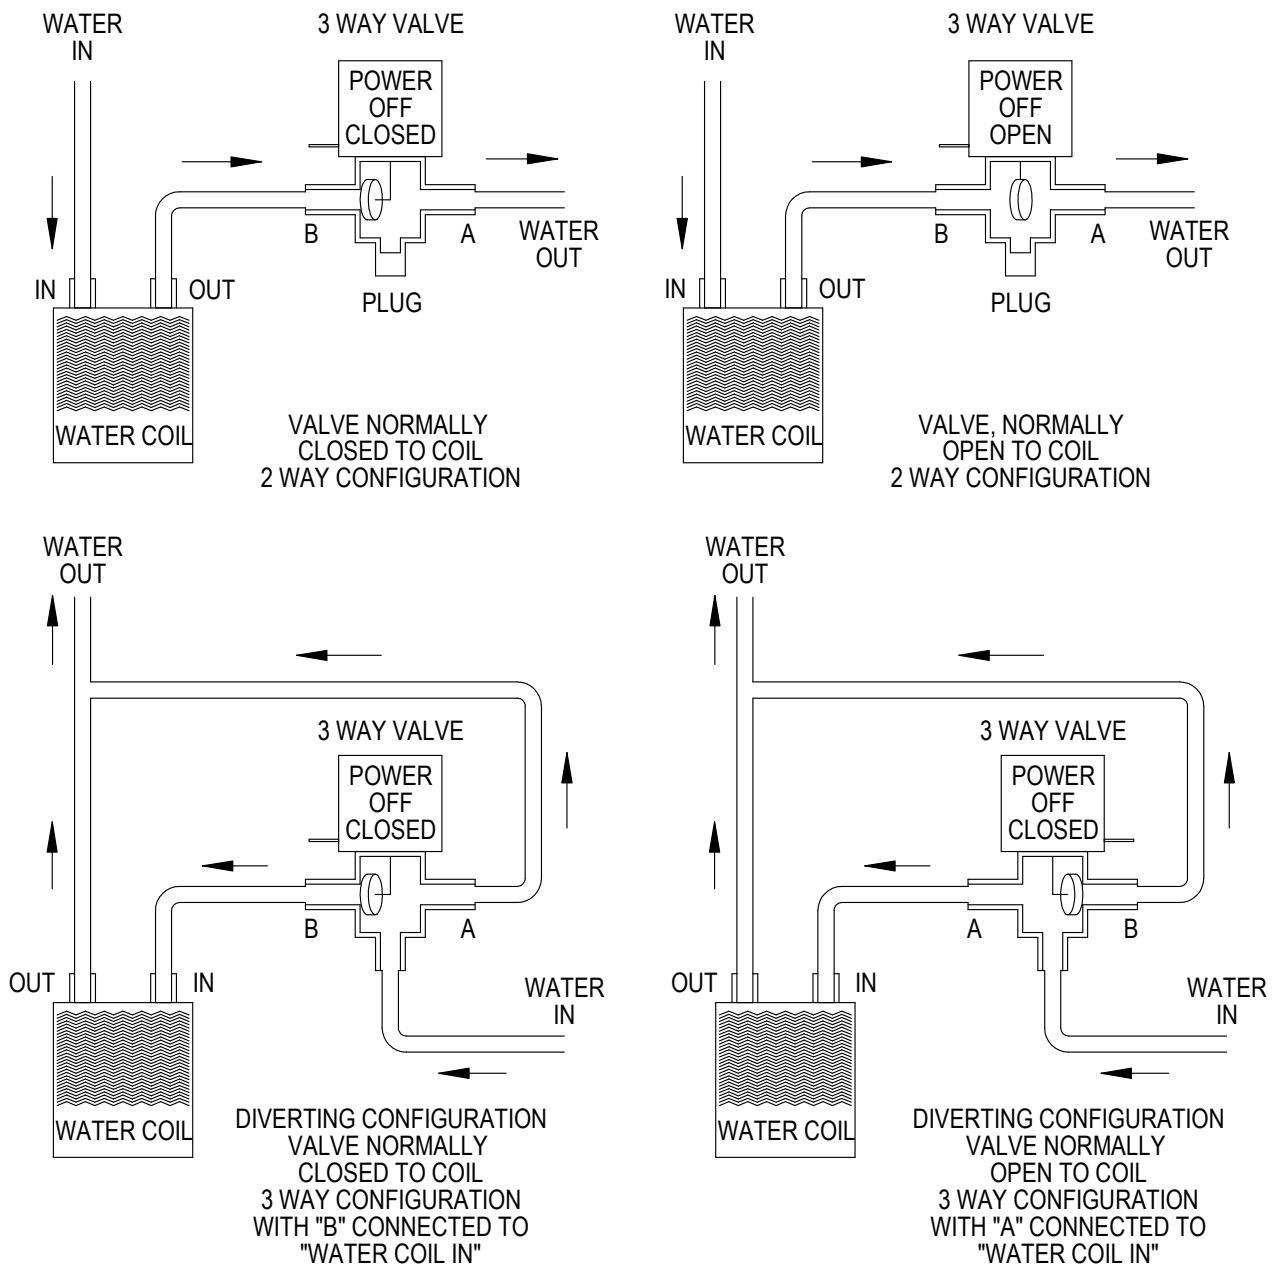 WATER
IN
3 WAY VALVE
POWER
OFF
CLOSED
B
A
WATER
OUT
IN
OUT
PLUG
WATER COIL
VALVE NORMALLY
CLOSED TO COIL
2 WAY CONFIGURATION
WATER
IN
3 WAY VALVE
POWER
OFF
OPEN
B
A
WATER
OUT
IN
OUT
PLUG
WATER COIL
VALVE, NORMALLY
OPEN TO COIL
2 WAY CONFIGURATION
WATER
OUT
3 WAY VALVE
POWER
OFF
CLOSED
B
A
OUT
IN
WATER
IN
WATER COIL
DIVERTING CONFIGURATION
VALVE NORMALLY
CLOSED TO COIL
3 WAY CONFIGURATION
WITH "B" CONNECTED TO
"WATER COIL IN"
WATER
OUT
3 WAY VALVE
POWER
OFF
CLOSED
A
B
OUT
IN
WATER
IN
WATER COIL
DIVERTING CONFIGURATION
VALVE NORMALLY
OPEN TO COIL
3 WAY CONFIGURATION
WITH "A" CONNECTED TO
"WATER COIL IN"